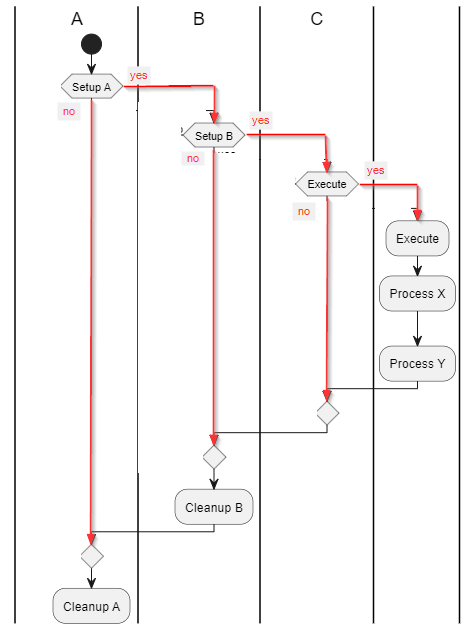 A
B
C
Setup A
yes
no
Setup B
yes
no
Execute
yes
no
Execute
Process X
Process Y
Cleanup B
Cleanup A